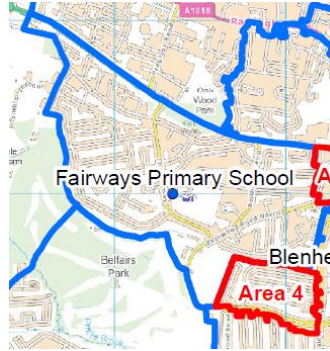 A1015
Oak
Wood
Park
Fairways Primary School
Belfairs
Park
Blenhe
A
Area 4